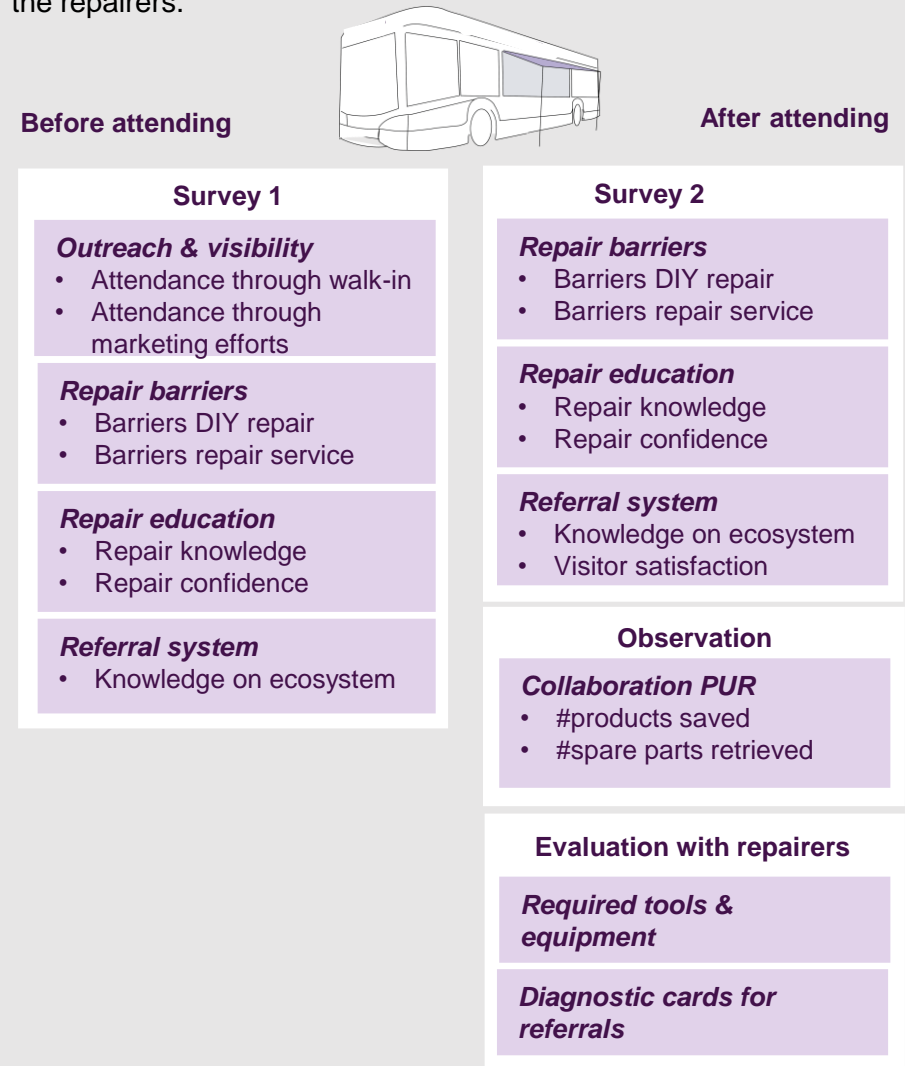 the repairers.
Before attending
After attending
Survey 1
Outreach & visibility
• Attendance through walk-in
• Attendance through
marketing efforts
Repair barriers
• Barriers DIY repair
• Barriers repair service
Repair education
• Repair knowledge
• Repair confidence
Referral system
• Knowledge on ecosystem
Survey 2
Repair barriers
• Barriers DIY repair
• Barriers repair service
Repair education
• Repair knowledge
• Repair confidence
Referral system
• Knowledge on ecosystem
• Visitor satisfaction
Observation
Collaboration PUR
• #products saved
• #spare parts retrieved
Evaluation with repairers
Required tools &
equipment
Diagnostic cards for
referrals